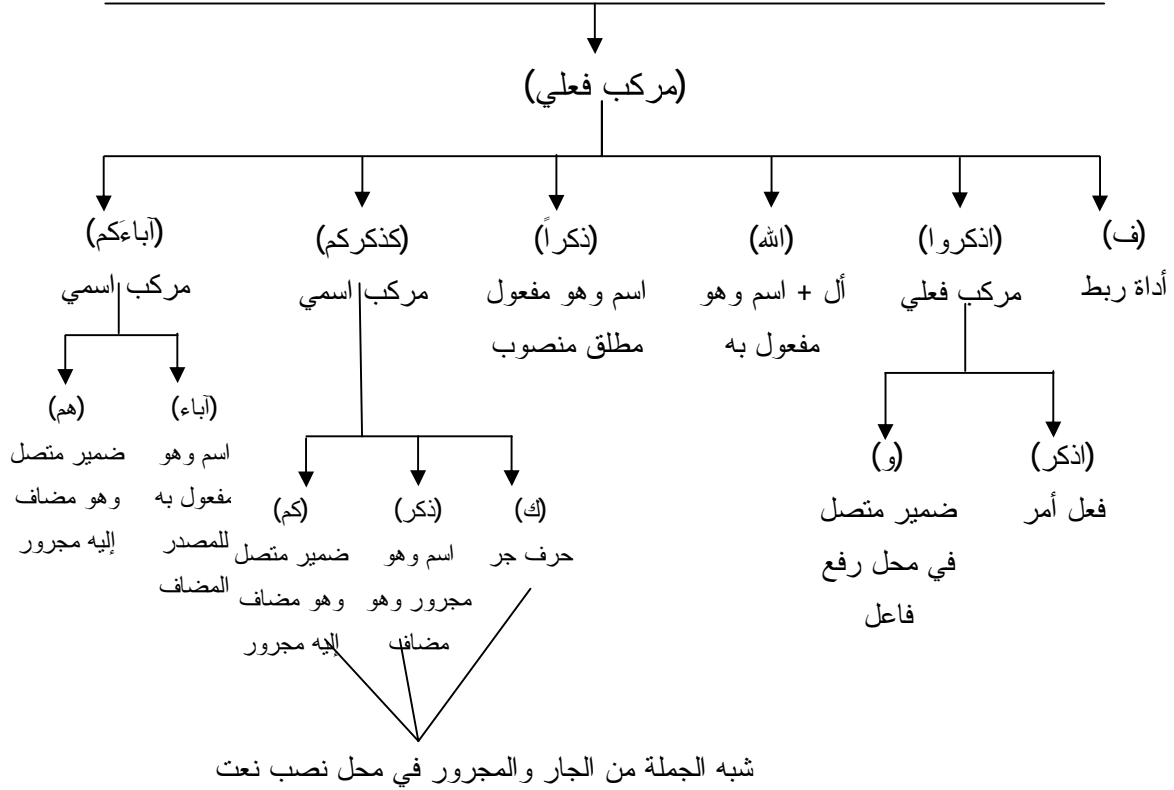 (مركب فعلي)
(ف)
أداة ربط
(اذكروا)
مركب فعلي
(الله)
أل + اسم وهو
مفعول به
(ذكراً)
اسم وهو مفعول
مطلق منصوب
(كذكركم)
مركب اسمي
(آباءَكم)
مركب اسمي
(اذكر)
فعل أمر
(و)
ضمير متصل
في محل رفع
فاعل
(ك)
حرف جر
(ذكر)
اسم وهو
مجرور وهو
مضاف
(كم)
ضمير متصل
وهو مضاف
إليه مجرور
(آباء)
اسم وهو
مفعول به
للمصدر
المضاف
(هم)
ضمير متصل
وهو مضاف
إليه مجرور
شبه الجملة من الجار والمجرور في محل نصب نعت